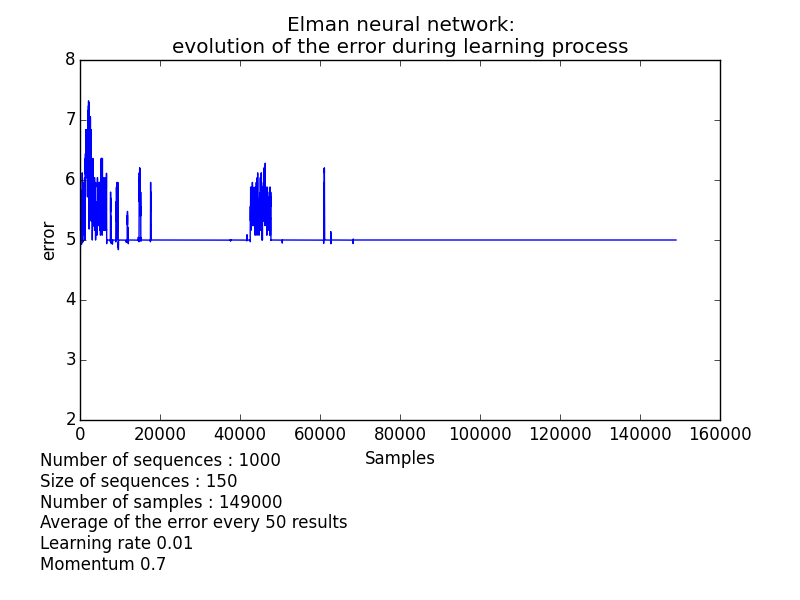 Elman neural network:
evolution of the error during learning process
8
7
6
5
4
3
2
error
0 20000 40000 60000 80000 100000 120000 140000 160000
Samples
Number of sequences : 1000
Size of sequences : 150
Number of samples : 149000
Average of the error every 50 results
Learning rate 0.01
Momentum 0.7